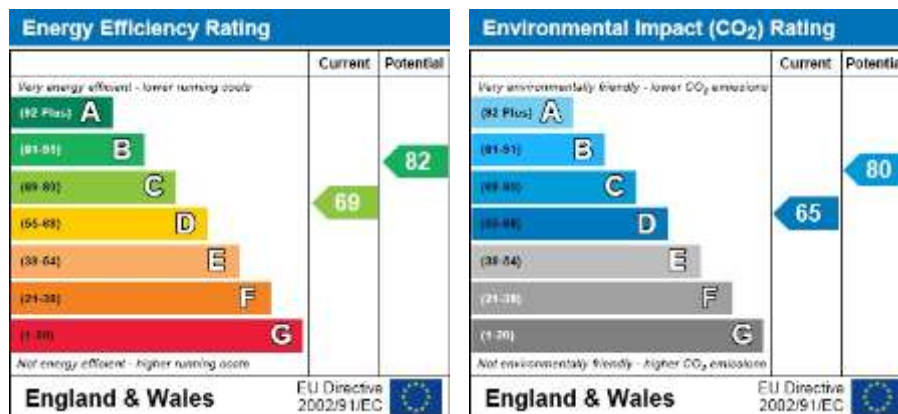 Energy Efficiency Rating
Current Potential
Very energy efficient - lower running costs
(92 Plus) A
(81-91) B
(69-80) C
(55-68) D
(39-54) E
(21-38) F
(1-20) G
69
82
Not energy efficient - higher running costs
England & Wales
EU Directive
2002/91/EC
Environmental Impact (CO₂) Rating
Current Potentia
Very environmentally friendly - lower CO₂ emissions
(92 Plus) A
(81-91) B
(69-80) C
(55-68) D
(39-54) E
(21-38) F
(1-20) G
65
80
Not environmentally friendly - higher CO₂ emissions
England & Wales
EU Directive
2002/91/EC